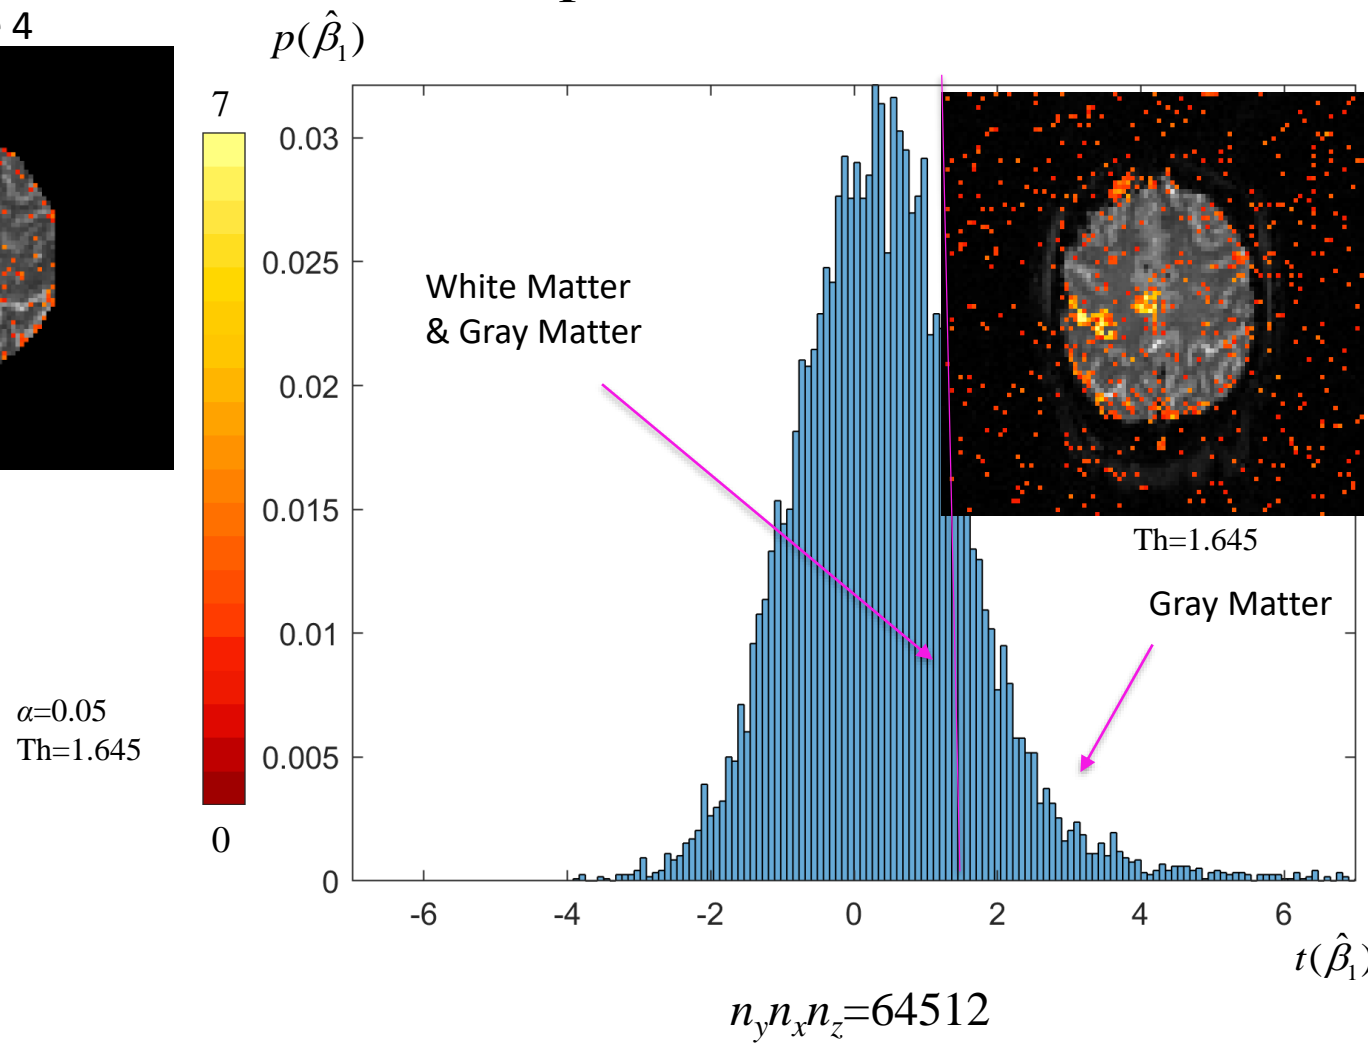 4
p(β̂₁)
7
0.03
0.025
0.02
0.015
0.01
0.005
0
0
White Matter
& Gray Matter
Th=1.645
Gray Matter
α=0.05
Th=1.645
-6 -4 -2 0 2 4 6
t(β̂₁)
nᵧnₓn_z=64512